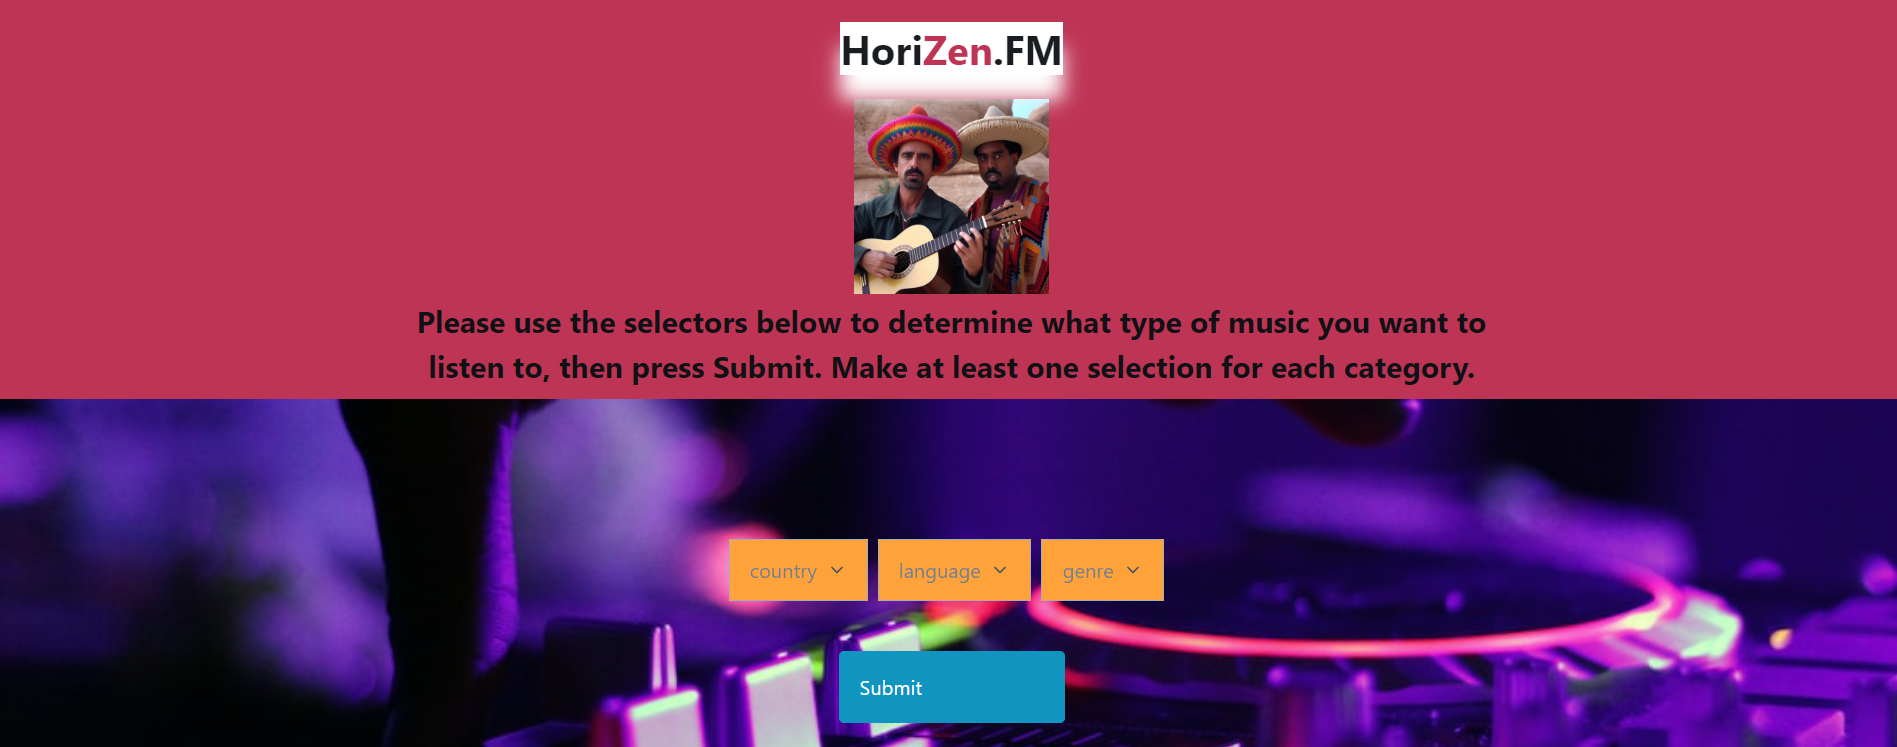 HoriZen.FM
Please use the selectors below to determine what type of music you want to
listen to, then press Submit. Make at least one selection for each category.
country
language
genre
Submit